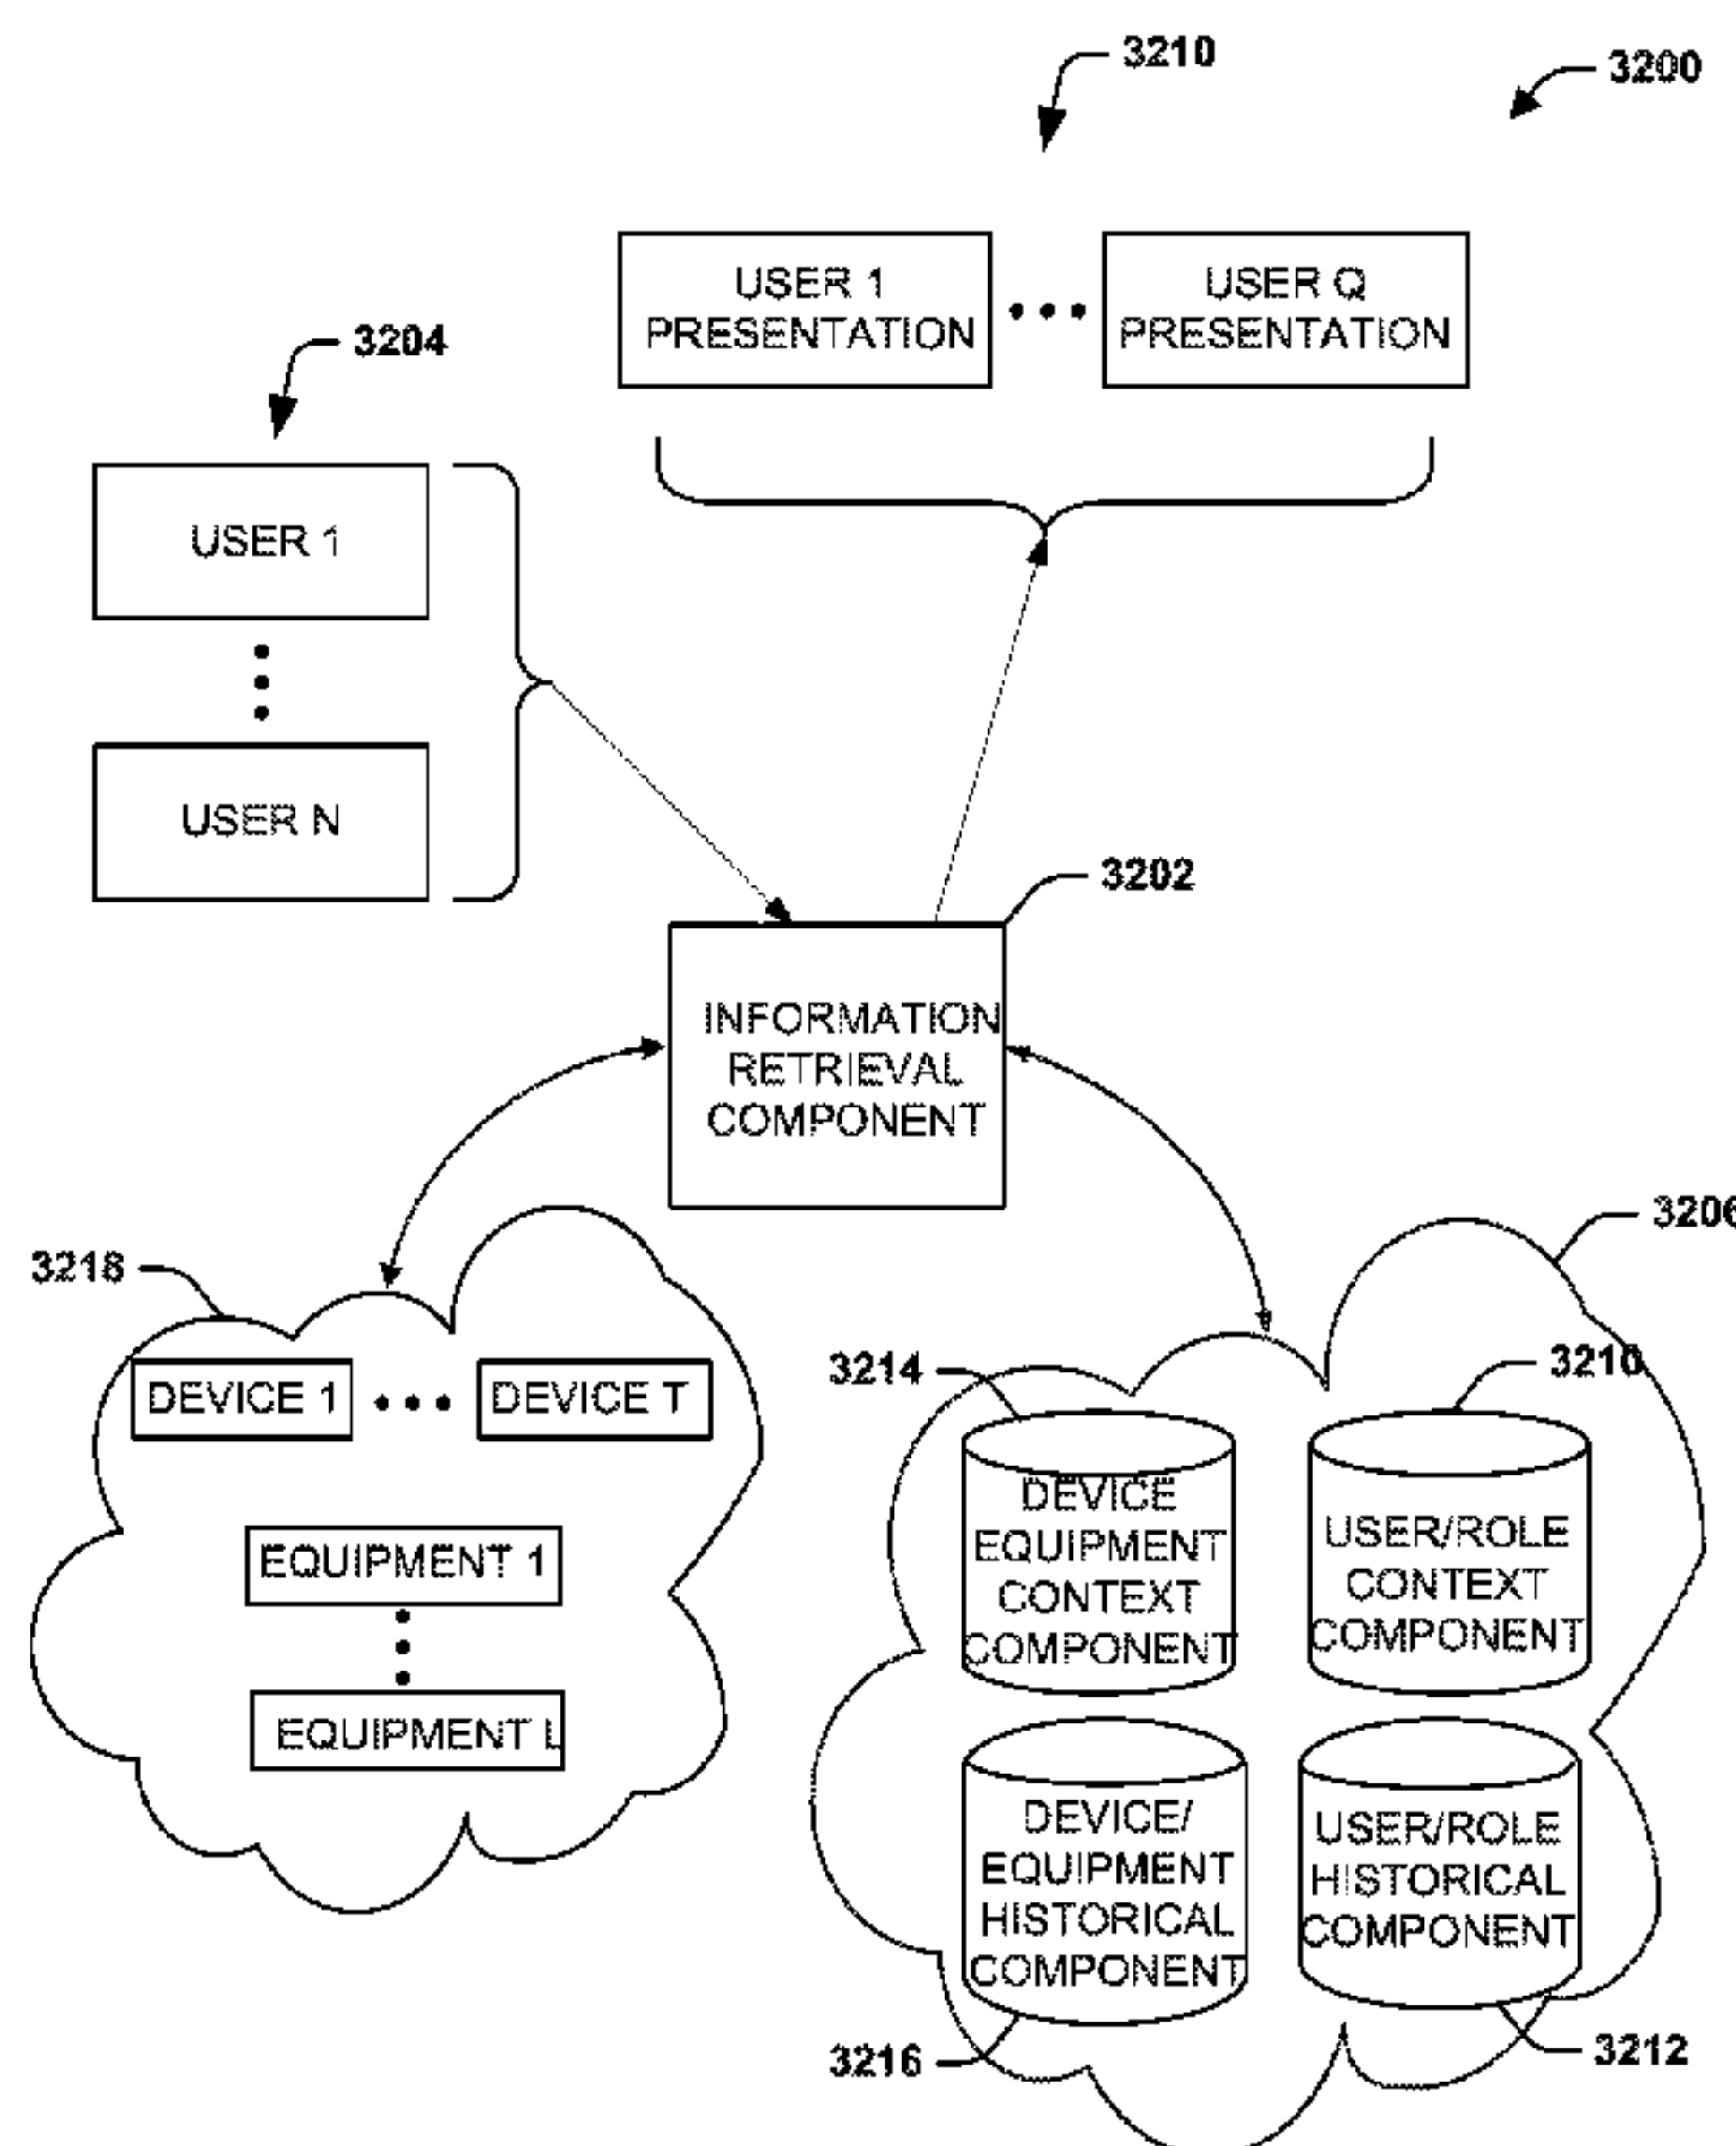 3210
3200
USER 1
PRESENTATION
USER Q
PRESENTATION
3204
USER 1
USER N
3202
INFORMATION
RETRIEVAL
COMPONENT
3206
3218
DEVICE 1
DEVICE T
EQUIPMENT 1
EQUIPMENT L
3214
3210
DEVICE
EQUIPMENT
CONTEXT
COMPONENT
USER/ROLE
CONTEXT
COMPONENT
DEVICE/
EQUIPMENT
HISTORICAL
COMPONENT
USER/ROLE
HISTORICAL
COMPONENT
3216
3212